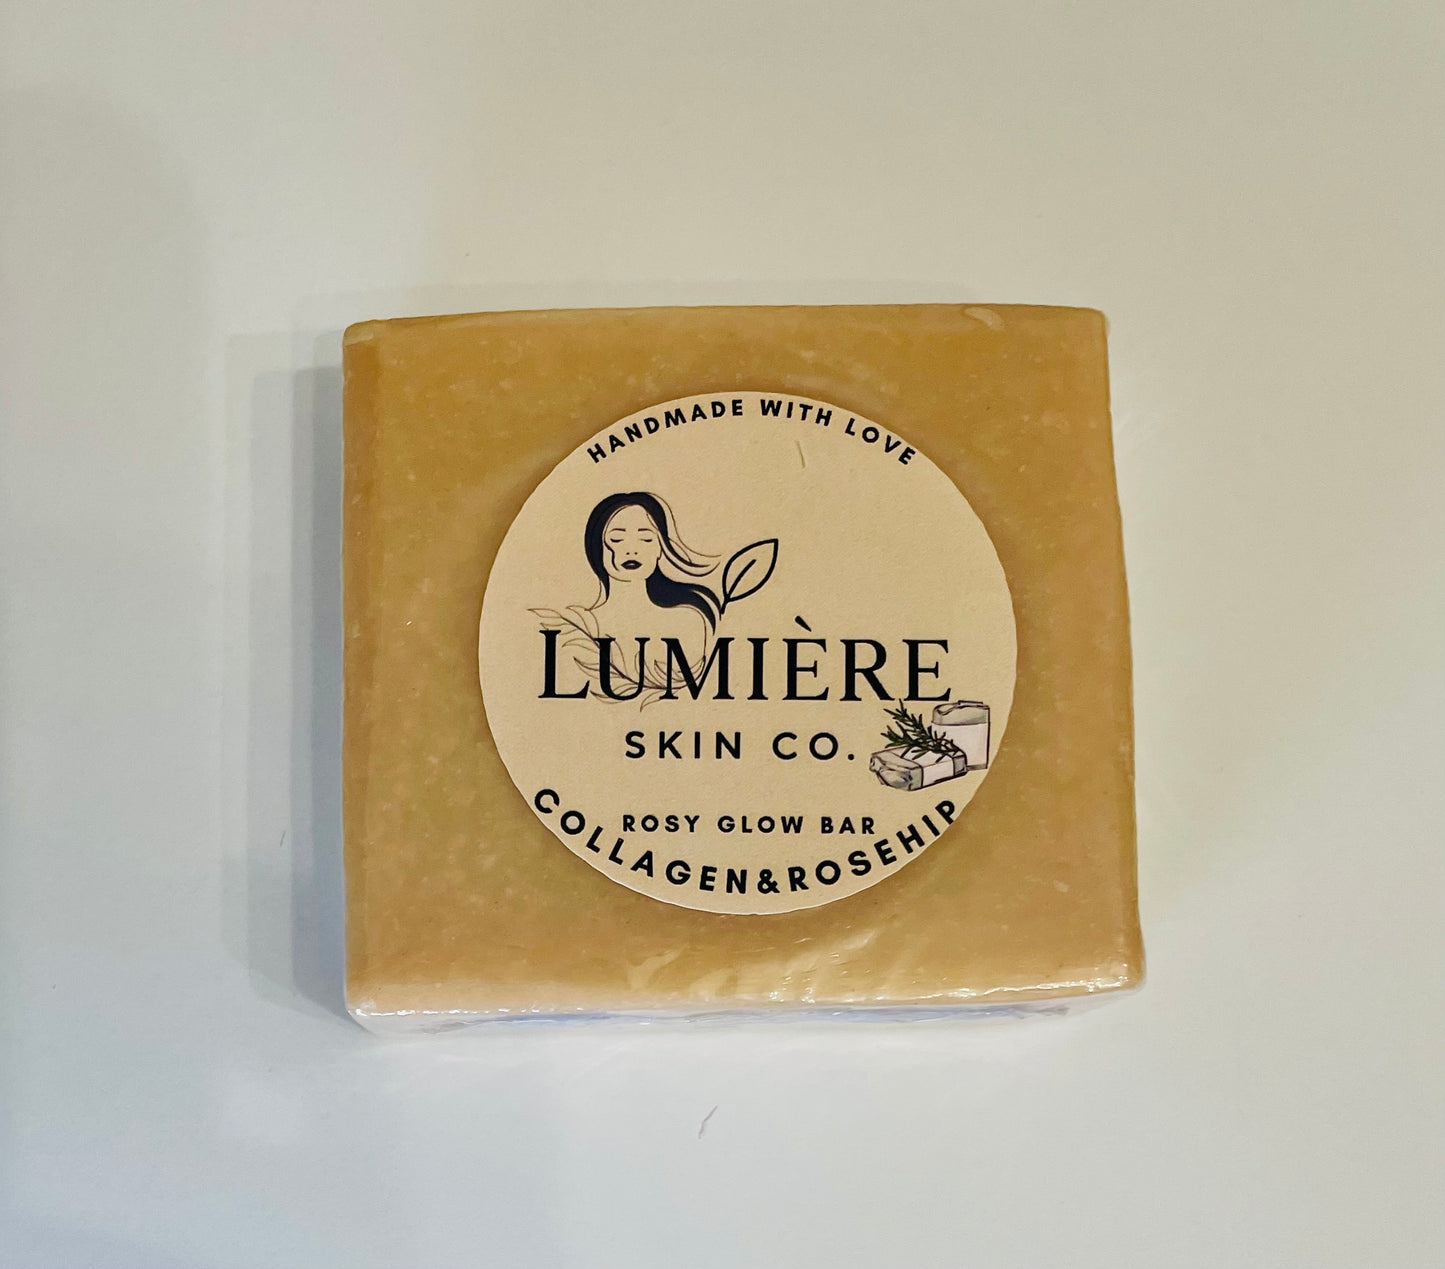 HANDMADE WITH LOVE
LUMIÈRE
SKIN CO.
ROSY GLOW BAR
COLLAGEN&ROSEHIP